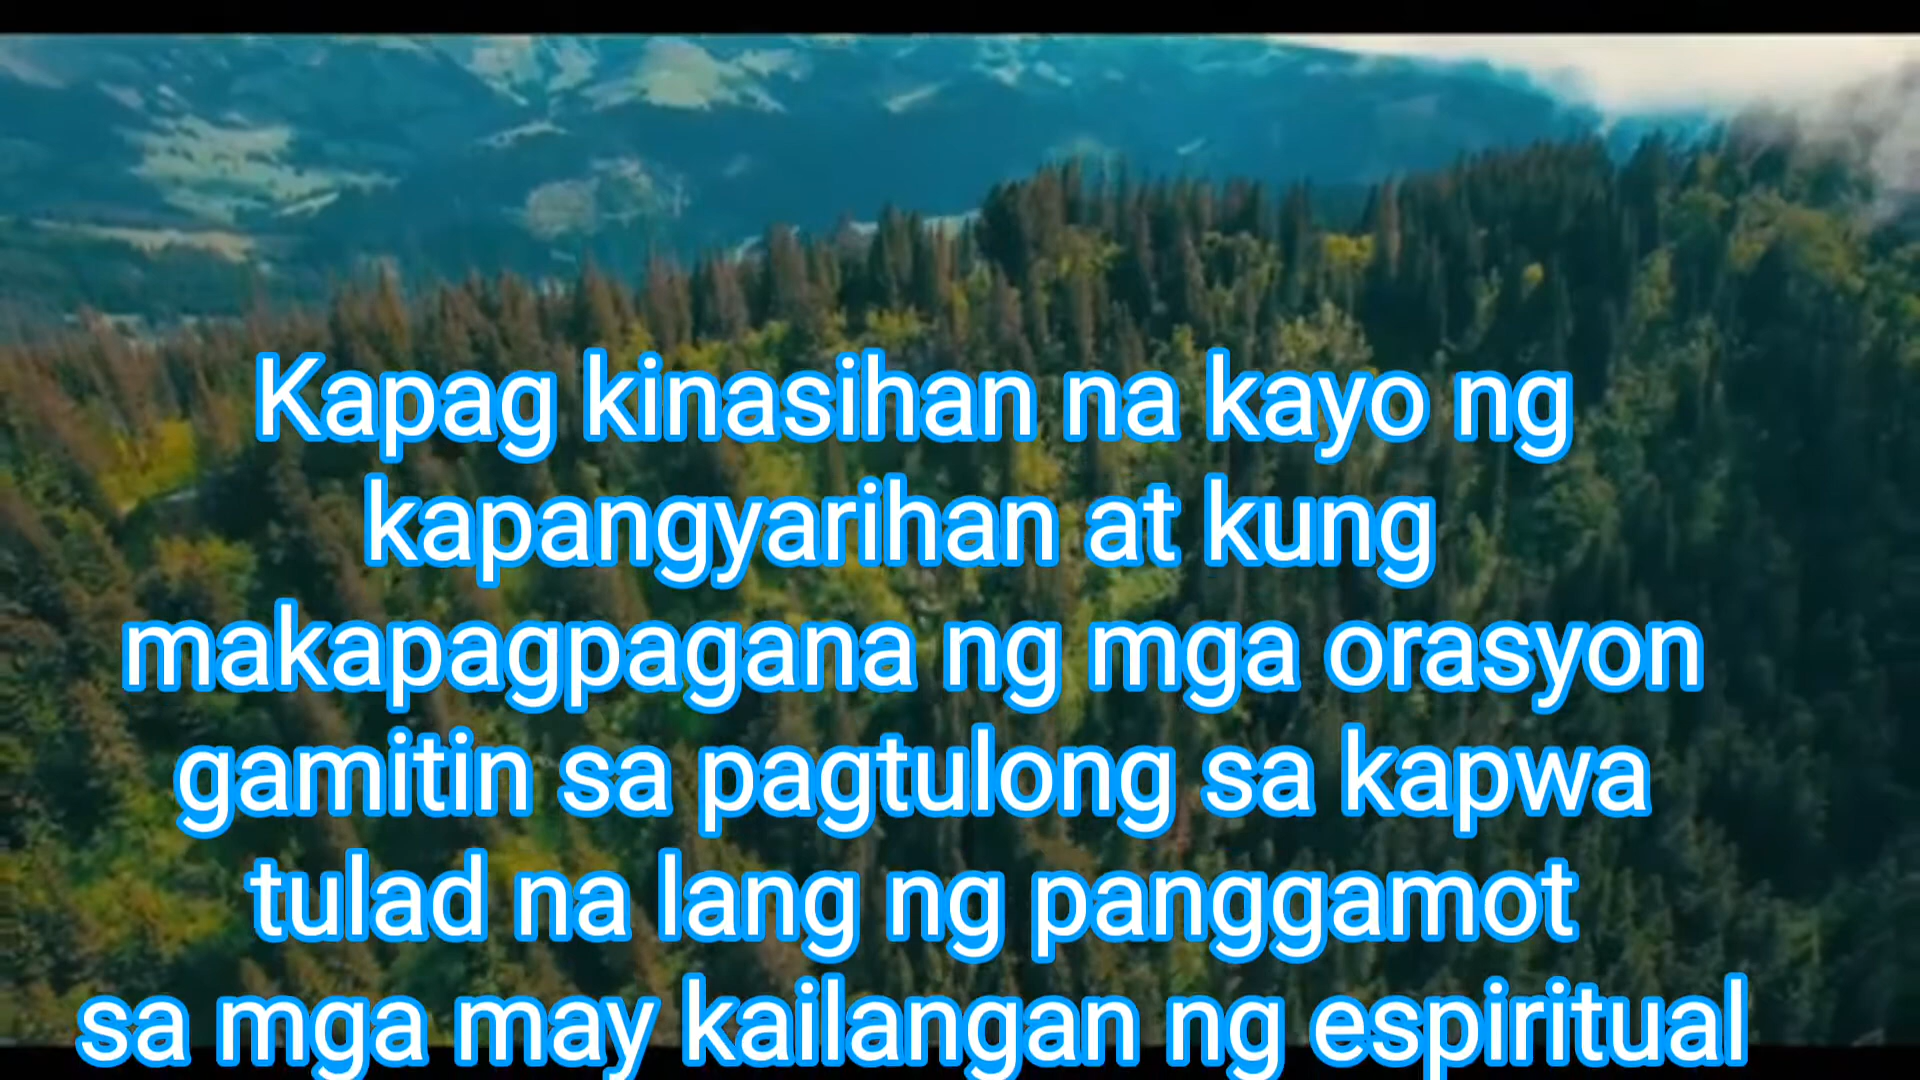 Kapag kinasihan na kayo ng
kapangyarihan at kung
makapagpagana ng mga orasyon
gamitin sa pagtulong sa kapwa
tulad na lang ng panggamot
sa mga may kailangan ng espiritual